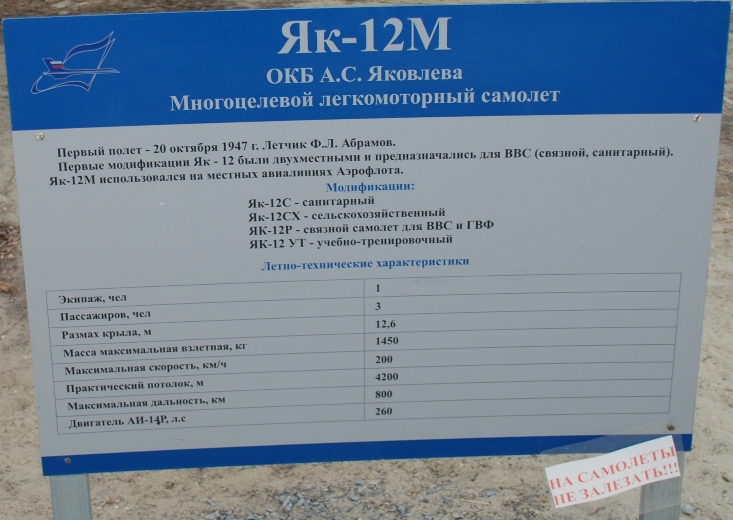 Як-12М
ОКБ А.С. Яковлева
Многоцелевой легкомоторный самолет
Первый полет - 20 октября 1947 г. Летчик Ф.Л. Абрамов.
Первые модификации Як - 12 были двухместными и предназначались для ВВС (связной, санитарный).
Як-12М использовался на местных авиалиниях Аэрофлота.
Модификации:
Як-12С - санитарный
Як-12СХ - сельскохозяйственный
ЯК-12Р - связной самолет для ВВС и ГВФ
ЯК-12 УТ - учебно-тренировочный
Летно-технические характеристики
Экипаж, чел 1
Пассажиров, чел 3
Размах крыла, м 12,6
Масса максимальная взлетная, кг 1450
Максимальная скорость, км/ч 200
Практический потолок, м 4200
Максимальная дальность, км 800
Двигатель АИ-14Р, л.с 260
НА САМОЛЕТЫ
НЕ ЗАЛЕЗАТЬ!!!